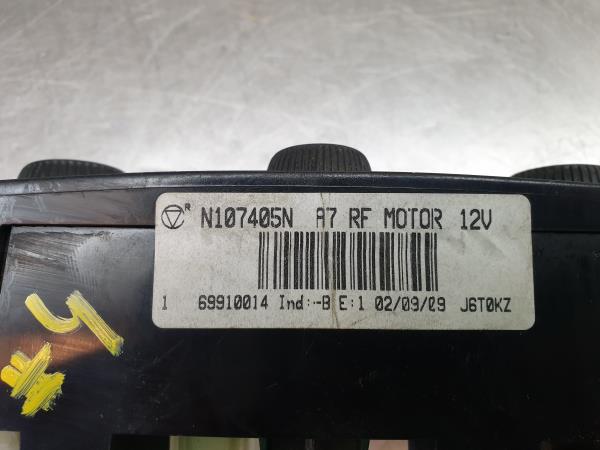 R N107405N A7 RF MOTOR 12V
1 69910014 Ind:-B E:1 02/09/09 J6T0KZ